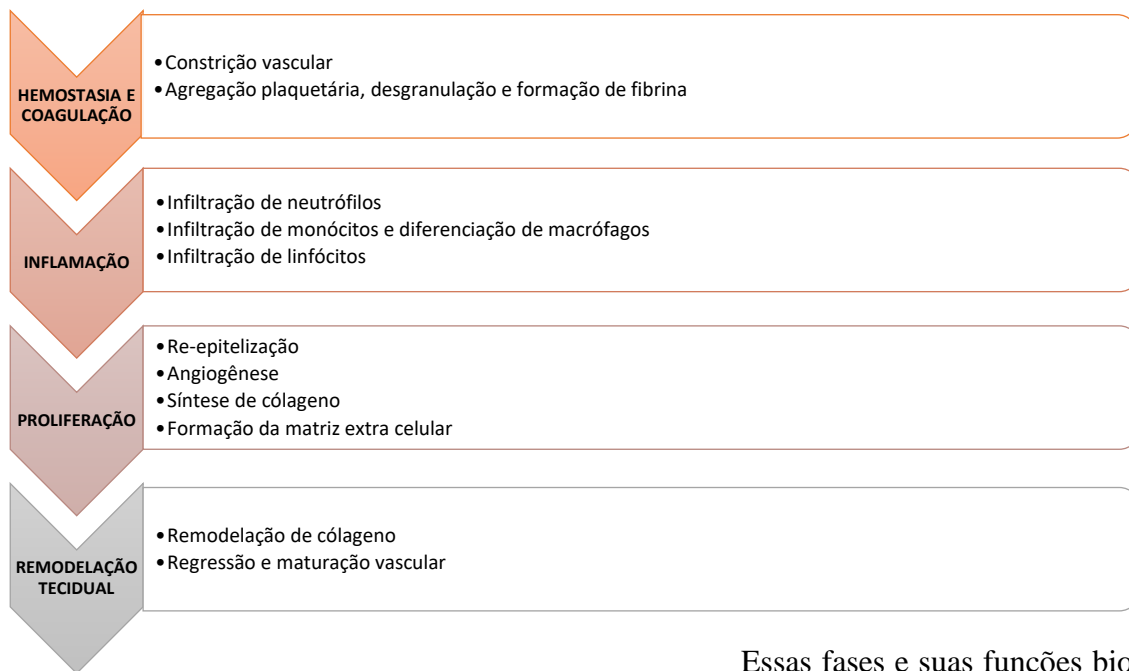 HEMOSTASIA E
COAGULAÇÃO
•Constrição vascular
•Agregação plaquetária, desgranulação e formação de fibrina
INFLAMAÇÃO
•Infiltração de neutrófilos
•Infiltração de monócitos e diferenciação de macrófagos
•Infiltração de linfócitos
PROLIFERAÇÃO
•Re-epitelização
•Angiogênese
•Síntese de cólageno
•Formação da matriz extra celular
REMODELAÇÃO
TECIDUAL
•Remodelação de cólageno
•Regressão e maturação vascular
Essas fases e suas funções bio